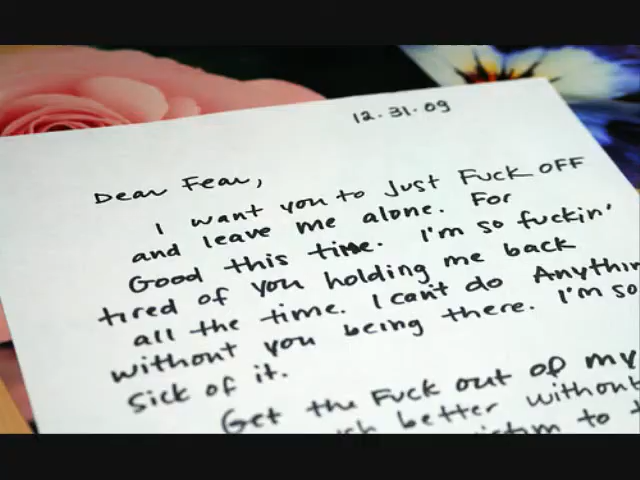 12.31.09
Dear Fear,
I want you to Just Fuck OFF
and leave me alone. For
Good this time. I'm so fuckin'
tired of you holding me back
all the time. I can't do Anythin
without you being there. I'm so
Sick of it.
Get the Fuck out of my
better without
to